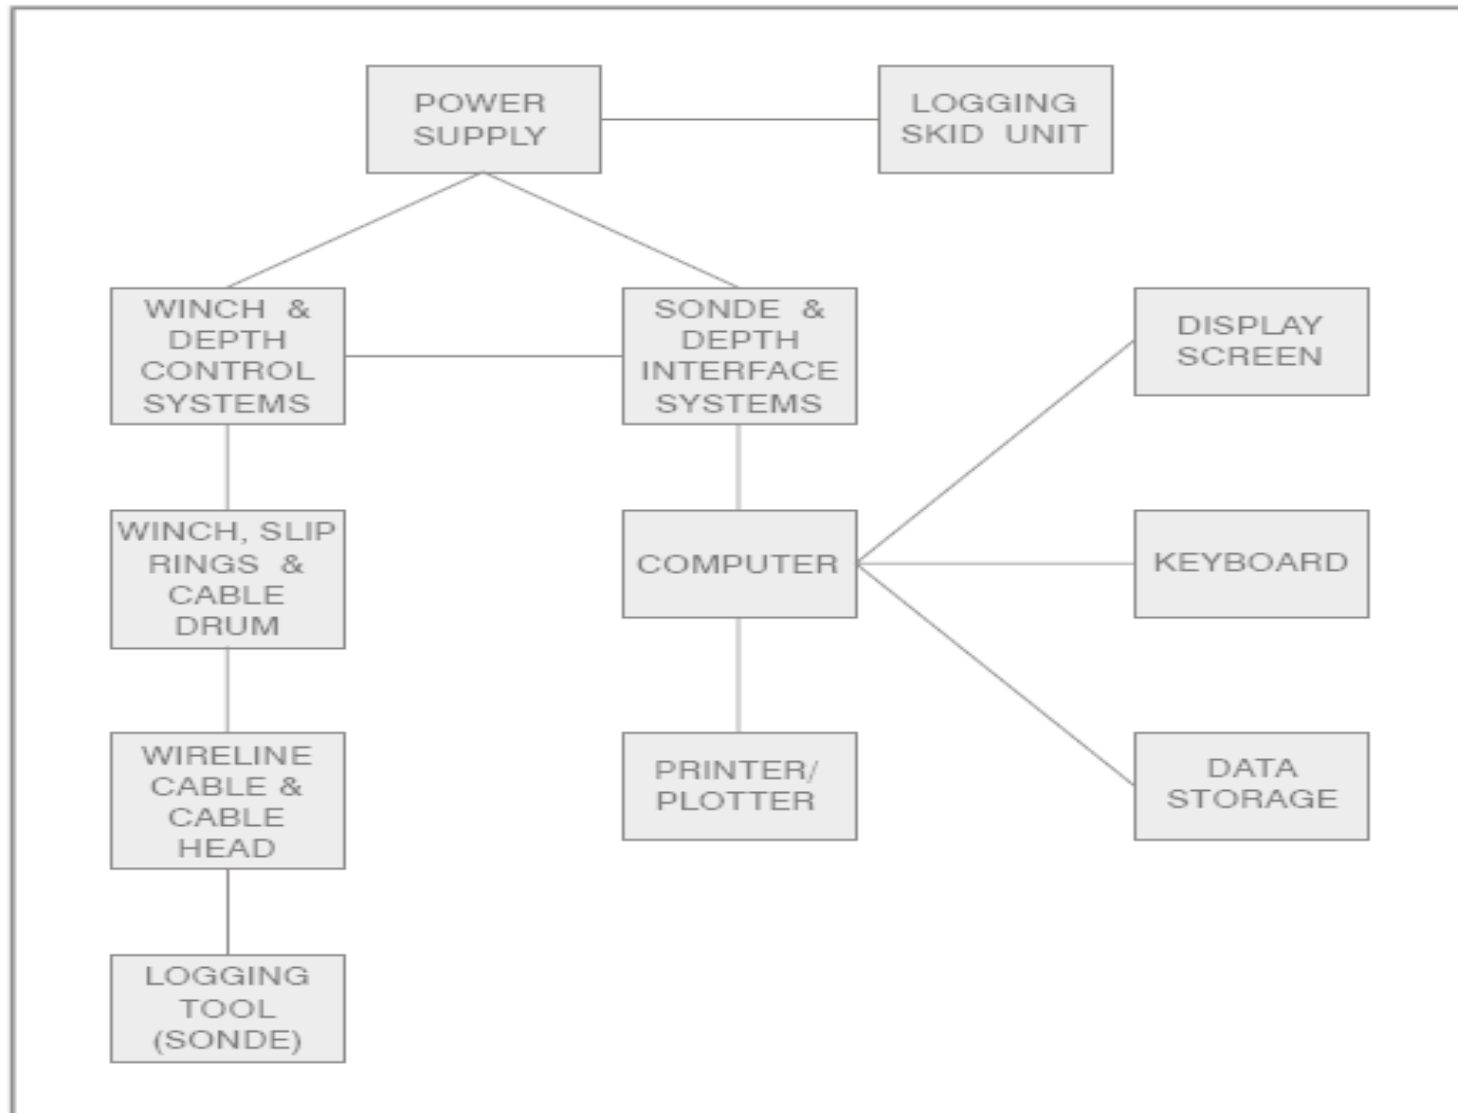 POWER
SUPPLY
LOGGING
SKID UNIT
WINCH &
DEPTH
CONTROL
SYSTEMS
SONDE &
DEPTH
INTERFACE
SYSTEMS
DISPLAY
SCREEN
WINCH, SLIP
RINGS &
CABLE
DRUM
COMPUTER
KEYBOARD
WIRELINE
CABLE &
CABLE
HEAD
PRINTER/
PLOTTER
DATA
STORAGE
LOGGING
TOOL
(SONDE)